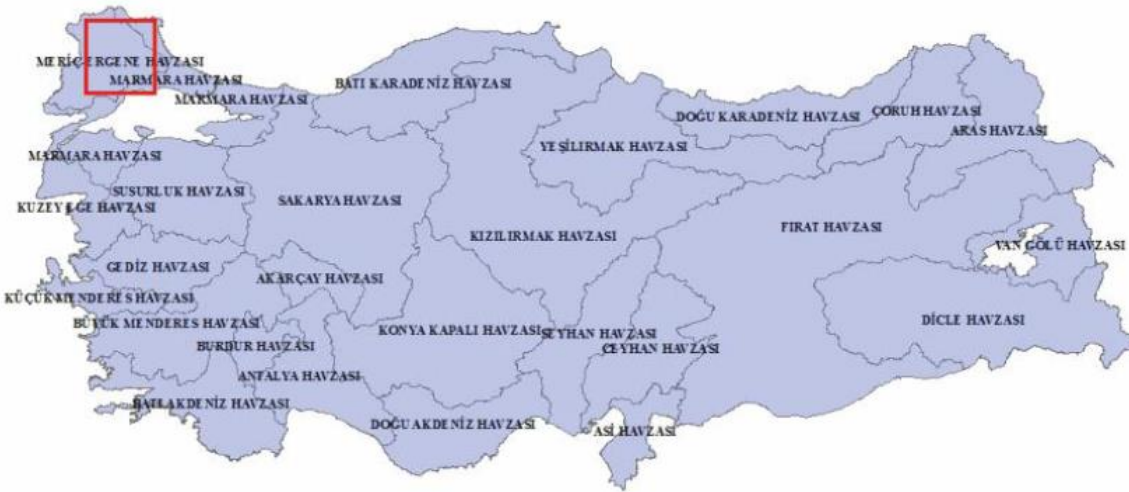 MERİÇ-ERGENE HAVZASI
MARMARA HAVZASI
BATI KARADENİZ HAVZASI
MARMARA HAVZASI
DOĞU KARADENİZ HAVZASI
ÇORUH HAVZASI
ARAS HAVZASI
YEŞİLIRMAK HAVZASI
MARMARA HAVZASI
SUSURLUK HAVZASI
SAKARYA HAVZASI
KUZEY EGE HAVZASI
KIZILIRMAK HAVZASI
FIRAT HAVZASI
VAN GÖLÜ HAVZASI
GEDİZ HAVZASI
AKARÇAY HAVZASI
KÜÇÜK MENDERES HAVZASI
BÜYÜK MENDERES HAVZASI
KONYA KAPALI HAVZASI
SEYHAN HAVZASI
DİCLE HAVZASI
BURDUR HAVZASI
CEYHAN HAVZASI
ANTALYA HAVZASI
BATI AKDENİZ HAVZASI
DOĞU AKDENİZ HAVZASI
ASİ HAVZASI